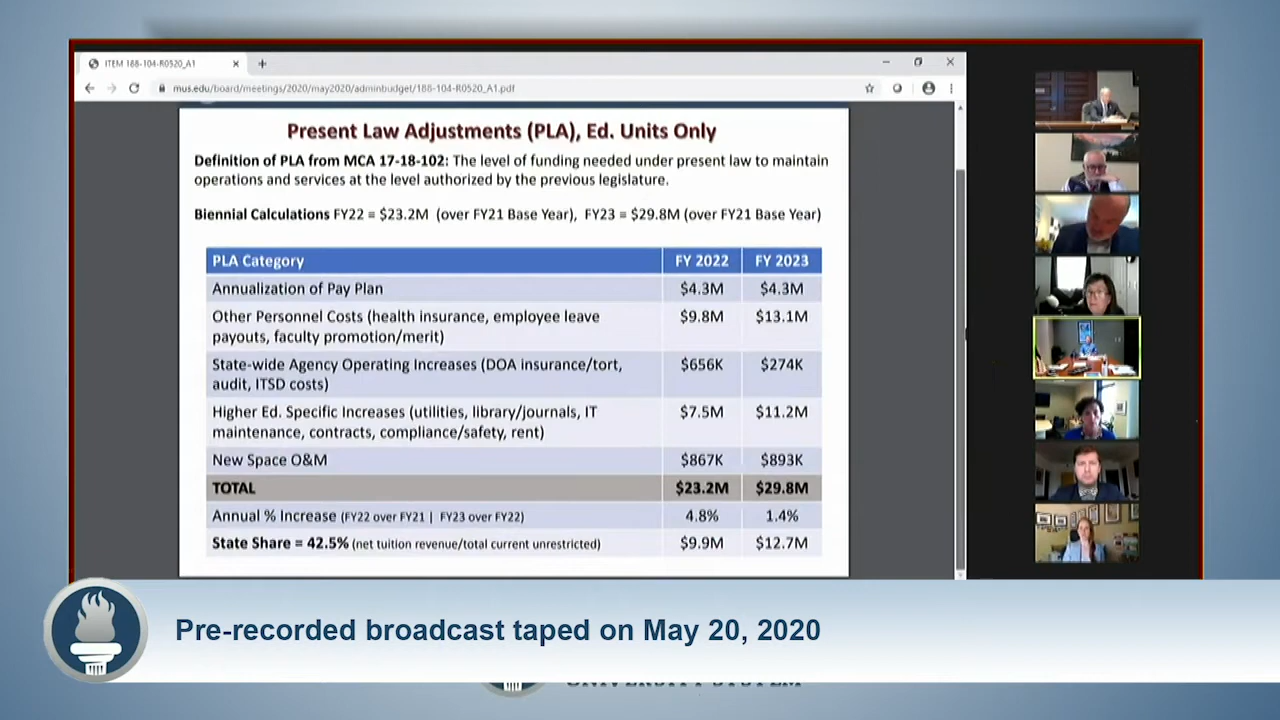 ITEM 188-104-R0520_A1
mus.edu/board/meetings/2020/may2020/adminbudget/188-104-R0520_A1.pdf
Present Law Adjustments (PLA), Ed. Units Only
Definition of PLA from MCA 17-18-102: The level of funding needed under present law to maintain
operations and services at the level authorized by the previous legislature.
Biennial Calculations FY22 = $23.2M (over FY21 Base Year), FY23 = $29.8M (over FY21 Base Year)
PLA Category FY 2022 FY 2023
Annualization of Pay Plan $4.3M $4.3M
Other Personnel Costs (health insurance, employee leave
payouts, faculty promotion/merit) $9.8M $13.1M
State-wide Agency Operating Increases (DOA insurance/tort,
audit, ITSD costs) $656K $274K
Higher Ed. Specific Increases (utilities, library/journals, IT
maintenance, contracts, compliance/safety, rent) $7.5M $11.2M
New Space O&M $867K $893K
TOTAL $23.2M $29.8M
Annual % Increase (FY22 over FY21 | FY23 over FY22) 4.8% 1.4%
State Share = 42.5% (net tuition revenue/total current unrestricted) $9.9M $12.7M
Pre-recorded broadcast taped on May 20, 2020